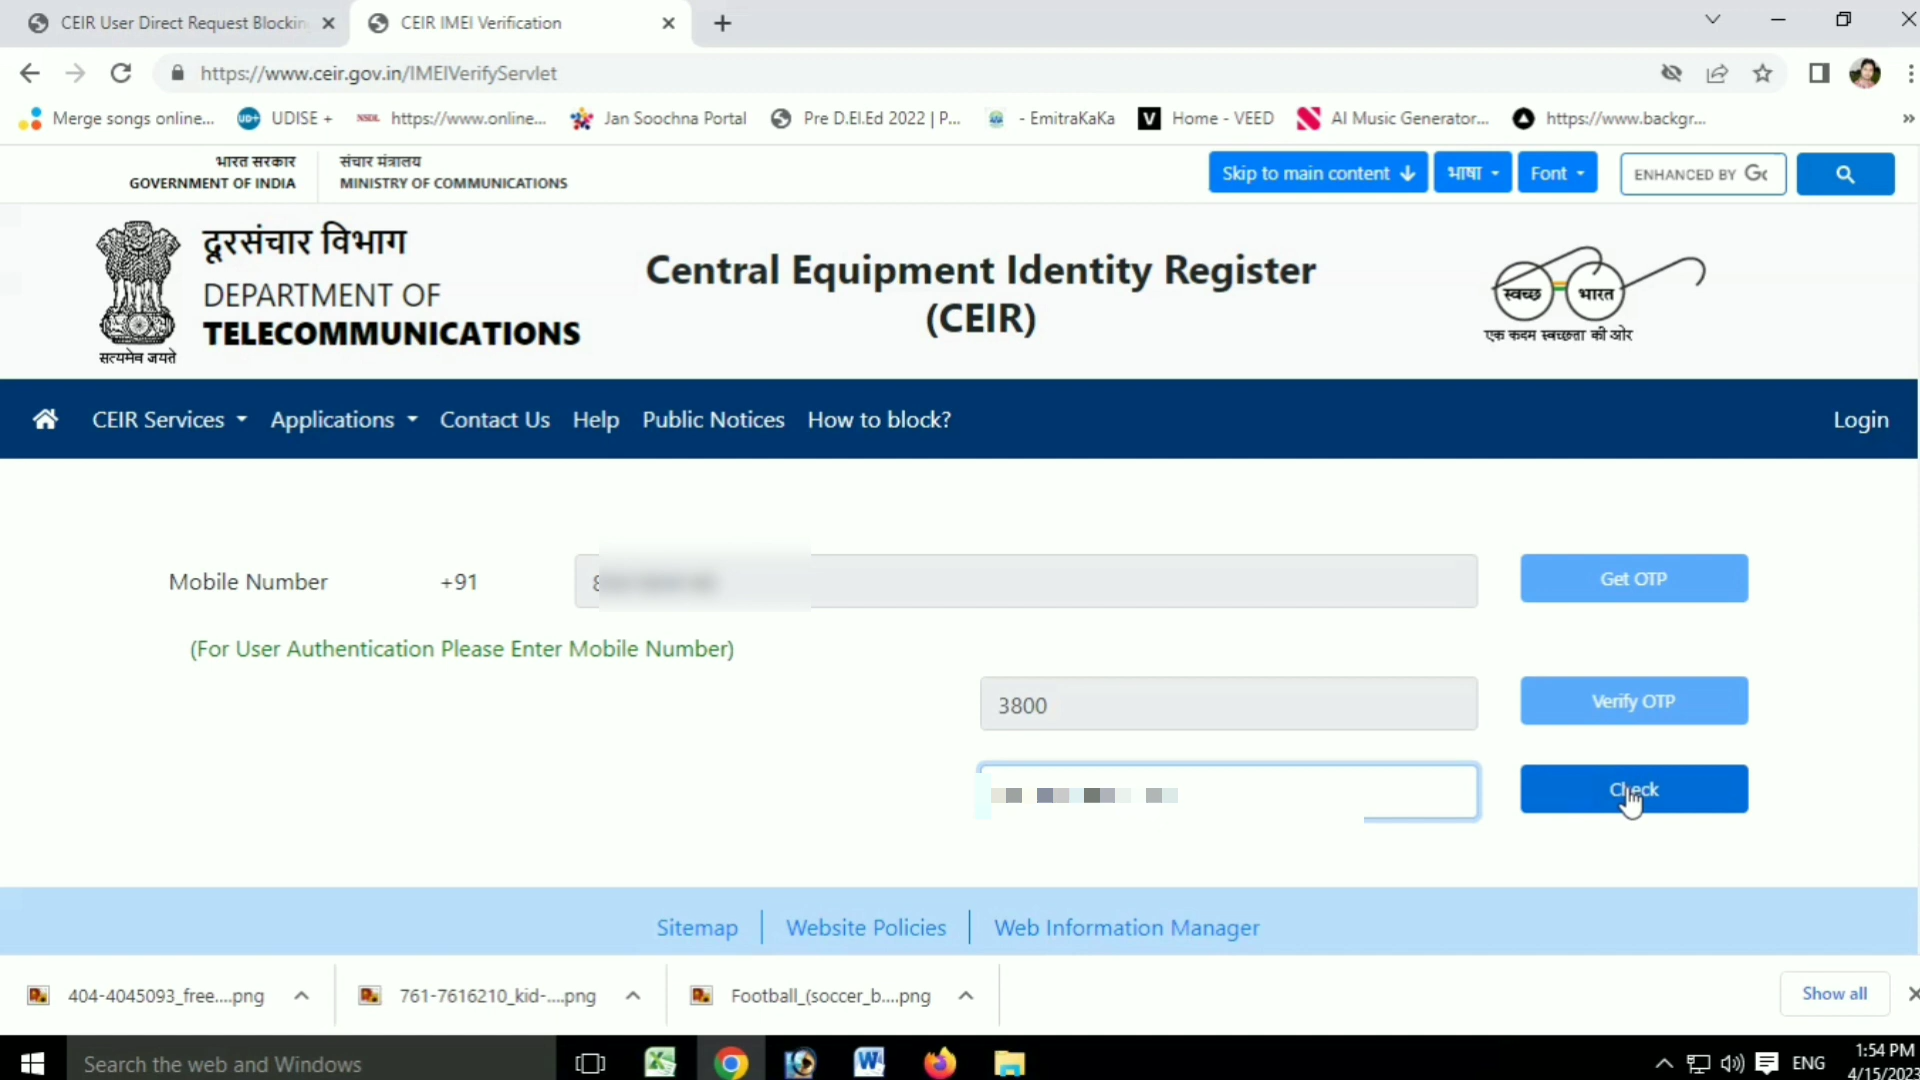 CEIR User Direct Request Blockin
CEIR IMEI Verification
https://www.ceir.gov.in/IMEIVerifyServlet
Merge songs online...
UD+
UDISE +
NSDL
https://www.online...
Jan Soochna Portal
Pre D.El.Ed 2022 | P...
- EmitraKaKa
V
Home - VEED
AI Music Generator...
https://www.backgr...
»
भारत सरकार
GOVERNMENT OF INDIA
संचार मंत्रालय
MINISTRY OF COMMUNICATIONS
Skip to main content
भाषा
Font
ENHANCED BY
सत्यमेव जयते
दूरसंचार विभाग
DEPARTMENT OF
TELECOMMUNICATIONS
Central Equipment Identity Register
(CEIR)
स्वच्छ भारत
एक कदम स्वच्छता की ओर
CEIR Services
Applications
Contact Us
Help
Public Notices
How to block?
Login
Mobile Number
+91
Get OTP
(For User Authentication Please Enter Mobile Number)
3800
Verify OTP
Check
Sitemap
Website Policies
Web Information Manager
404-4045093_free....png
761-7616210_kid-....png
Football_(soccer_b....png
Show all
Search the web and Windows
ENG
1:54 PM
4/15/2023